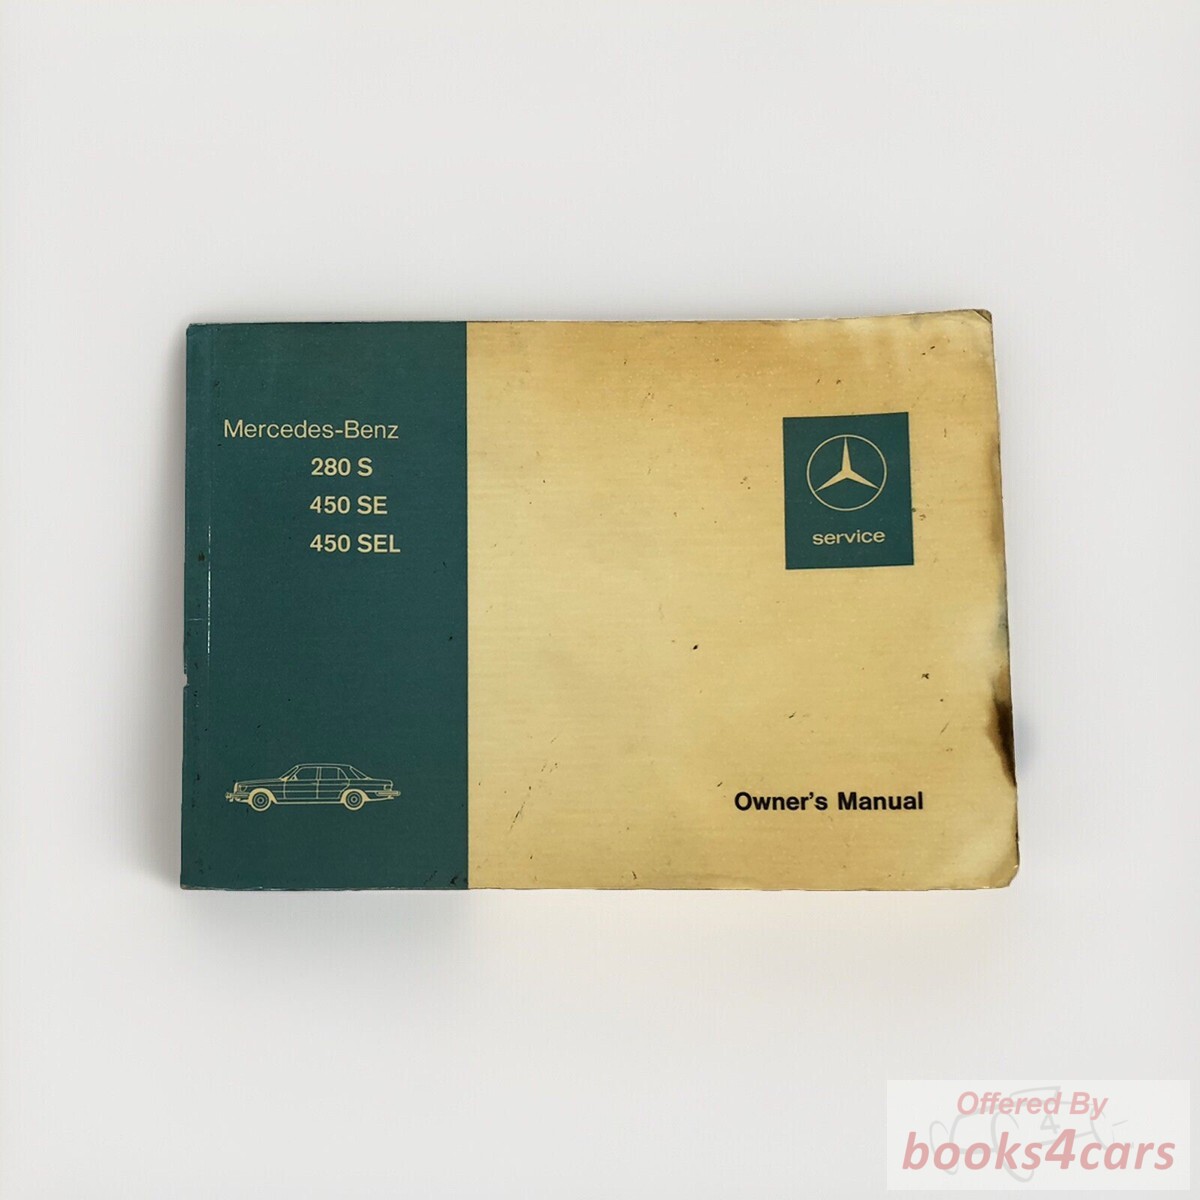 Mercedes-Benz
280 S
450 SE
450 SEL
service
Owner's Manual
Offered By
books4cars